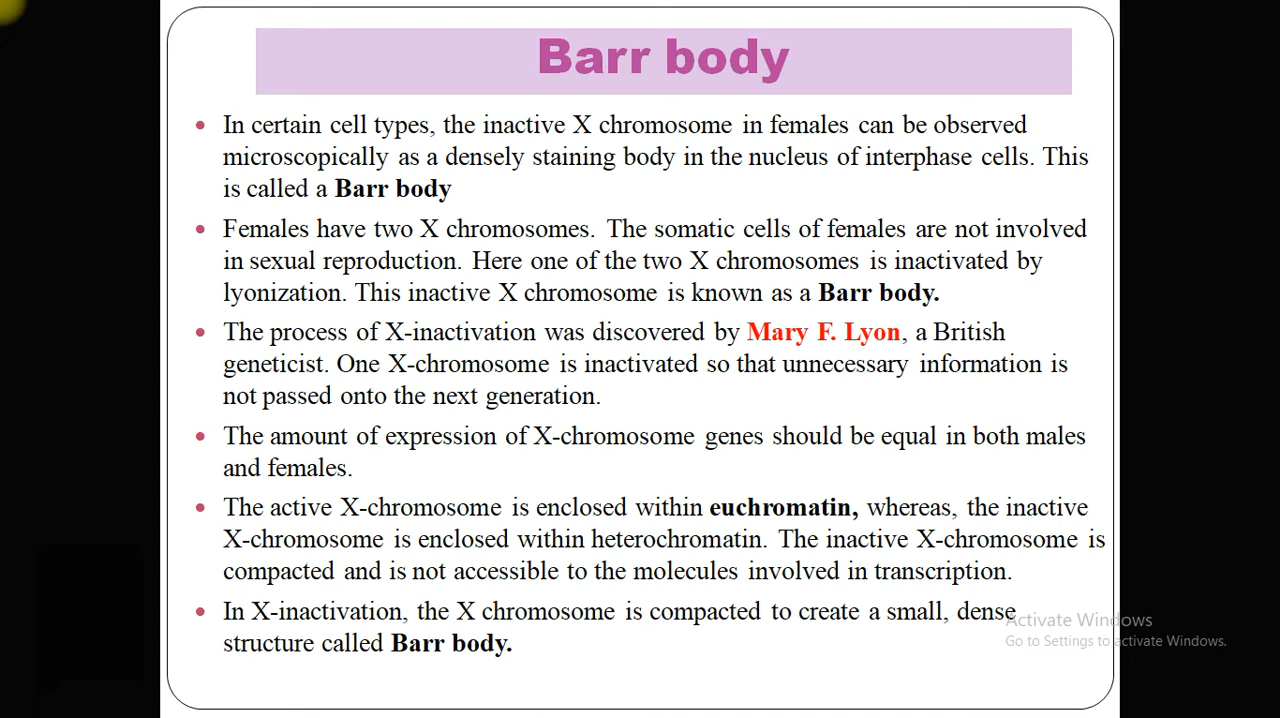 Barr body
• In certain cell types, the inactive X chromosome in females can be observed
microscopically as a densely staining body in the nucleus of interphase cells. This
is called a Barr body
• Females have two X chromosomes. The somatic cells of females are not involved
in sexual reproduction. Here one of the two X chromosomes is inactivated by
lyonization. This inactive X chromosome is known as a Barr body.
• The process of X-inactivation was discovered by Mary F. Lyon, a British
geneticist. One X-chromosome is inactivated so that unnecessary information is
not passed onto the next generation.
• The amount of expression of X-chromosome genes should be equal in both males
and females.
• The active X-chromosome is enclosed within euchromatin, whereas, the inactive
X-chromosome is enclosed within heterochromatin. The inactive X-chromosome is
compacted and is not accessible to the molecules involved in transcription.
• In X-inactivation, the X chromosome is compacted to create a small, dense
structure called Barr body.
Activate Windows
Go to Settings to activate Windows.